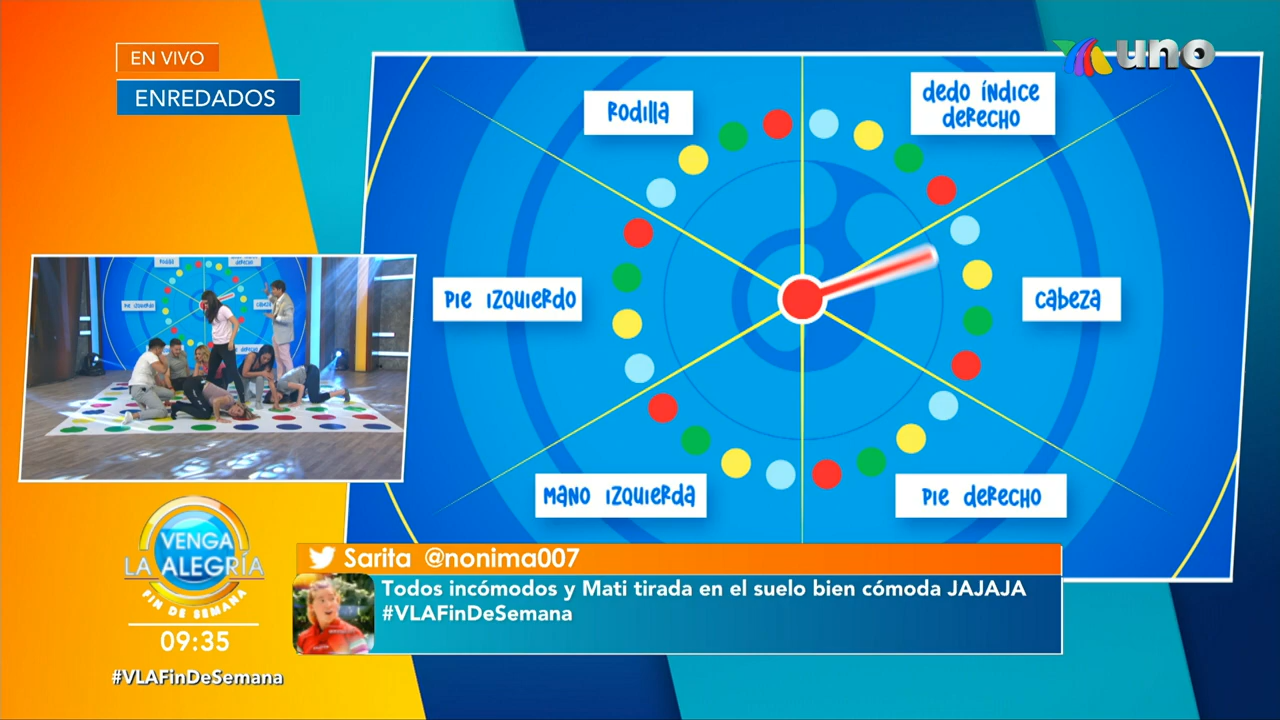 EN VIVO
ENREDADOS
uno
Rodilla
dedo índice
derecho
Pie izquierdo
Cabeza
Mano izquierda
Pie derecho
VENGA
LA ALEGRÍA
FIN DE SEMANA
09:35
#VLAFinDeSemana
Sarita @nonima007
Todos incómodos y Mati tirada en el suelo bien cómoda JAJAJA
#VLAFinDeSemana